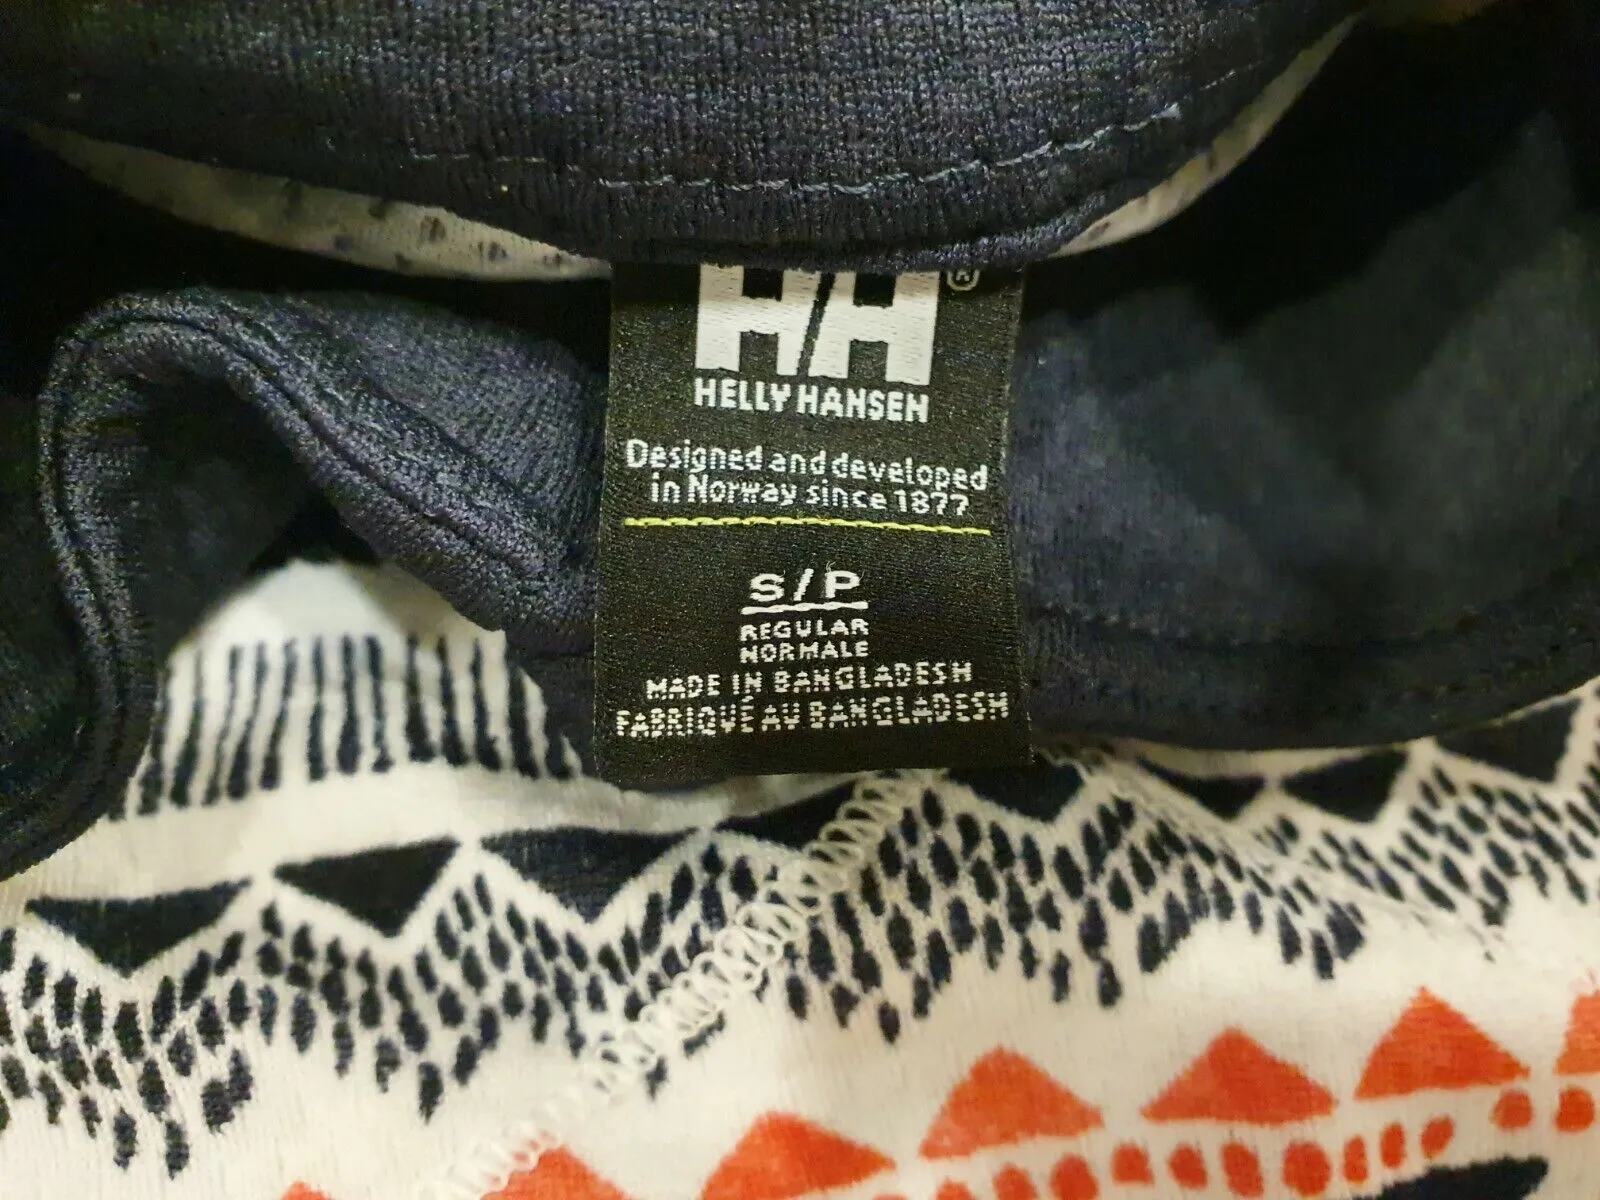 HH ®
HELLY HANSEN
Designed and developed
in Norway since 1877
S/P
REGULAR
NORMALE
MADE IN BANGLADESH
FABRIQUÉ AU BANGLADESH